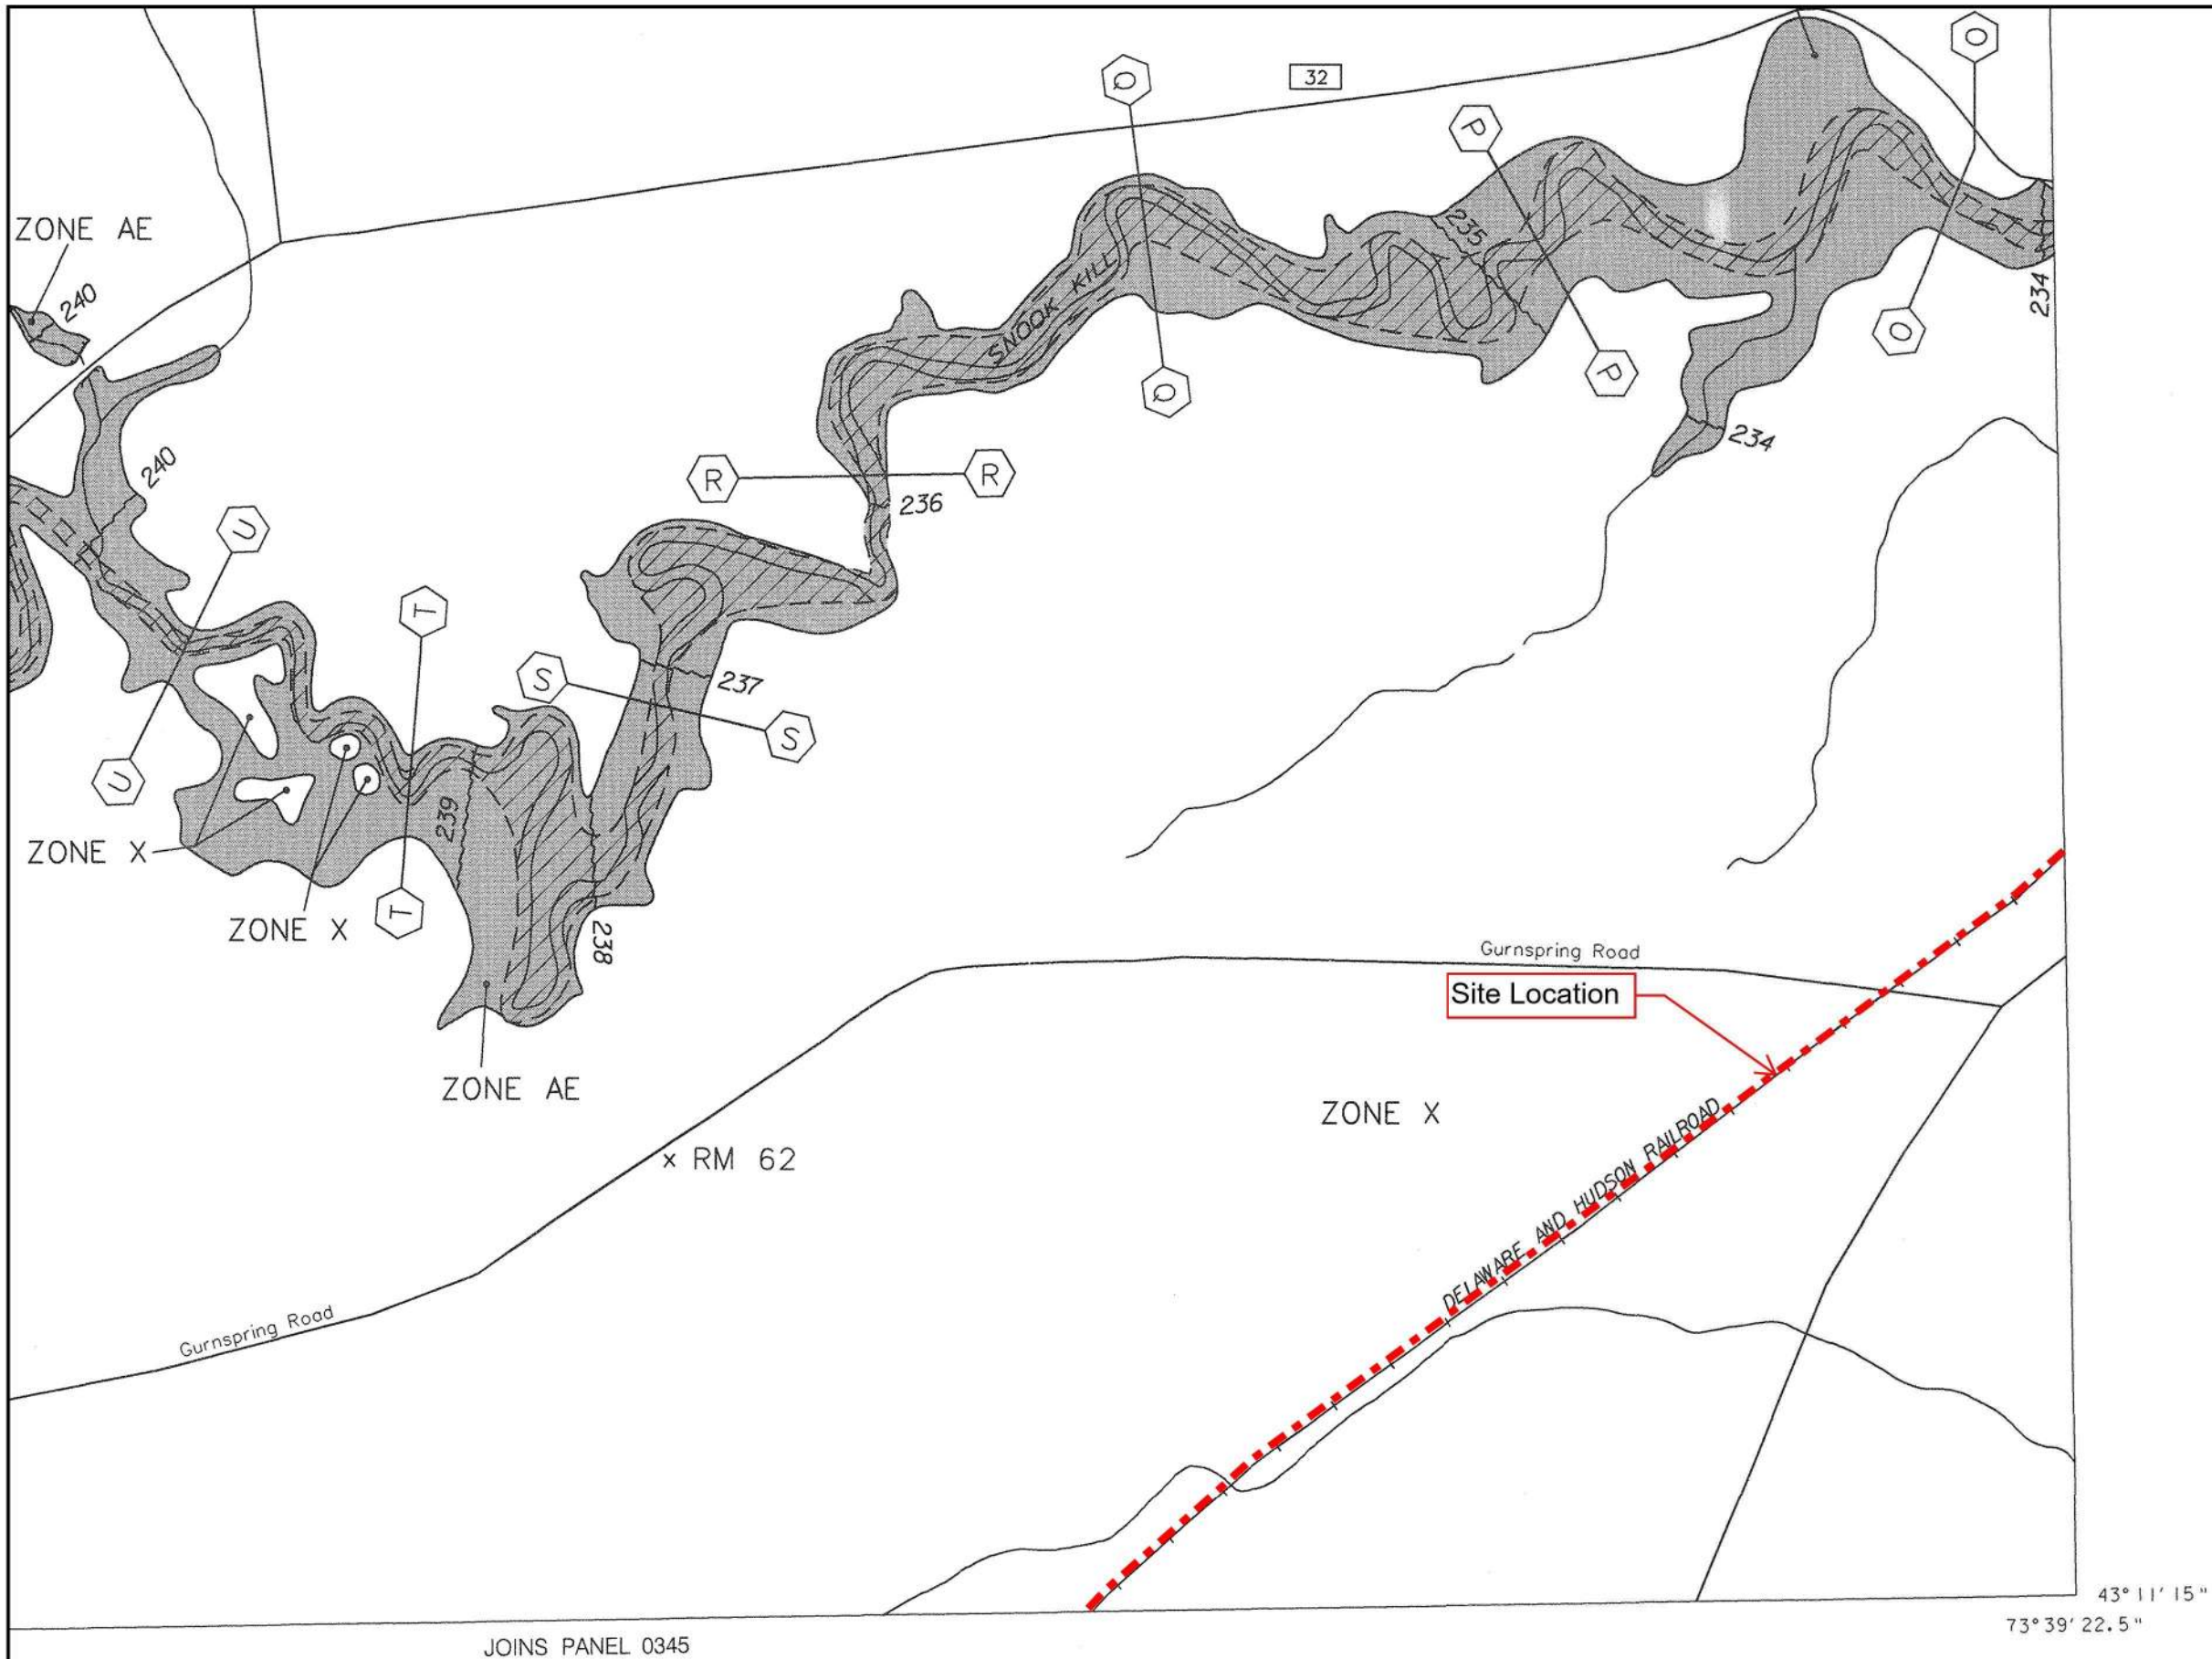 O
Q
32
P
ZONE AE
235
240
SNOOK KILL
234
O
P
Q
234
240
R
R
236
U
T
S
237
S
U
239
ZONE X
T
ZONE X
238
Gurnspring Road
Site Location
ZONE AE
ZONE X
x RM 62
DELAWARE AND HUDSON RAILROAD
Gurnspring Road
43°11'15"
73°39'22.5"
JOINS PANEL 0345